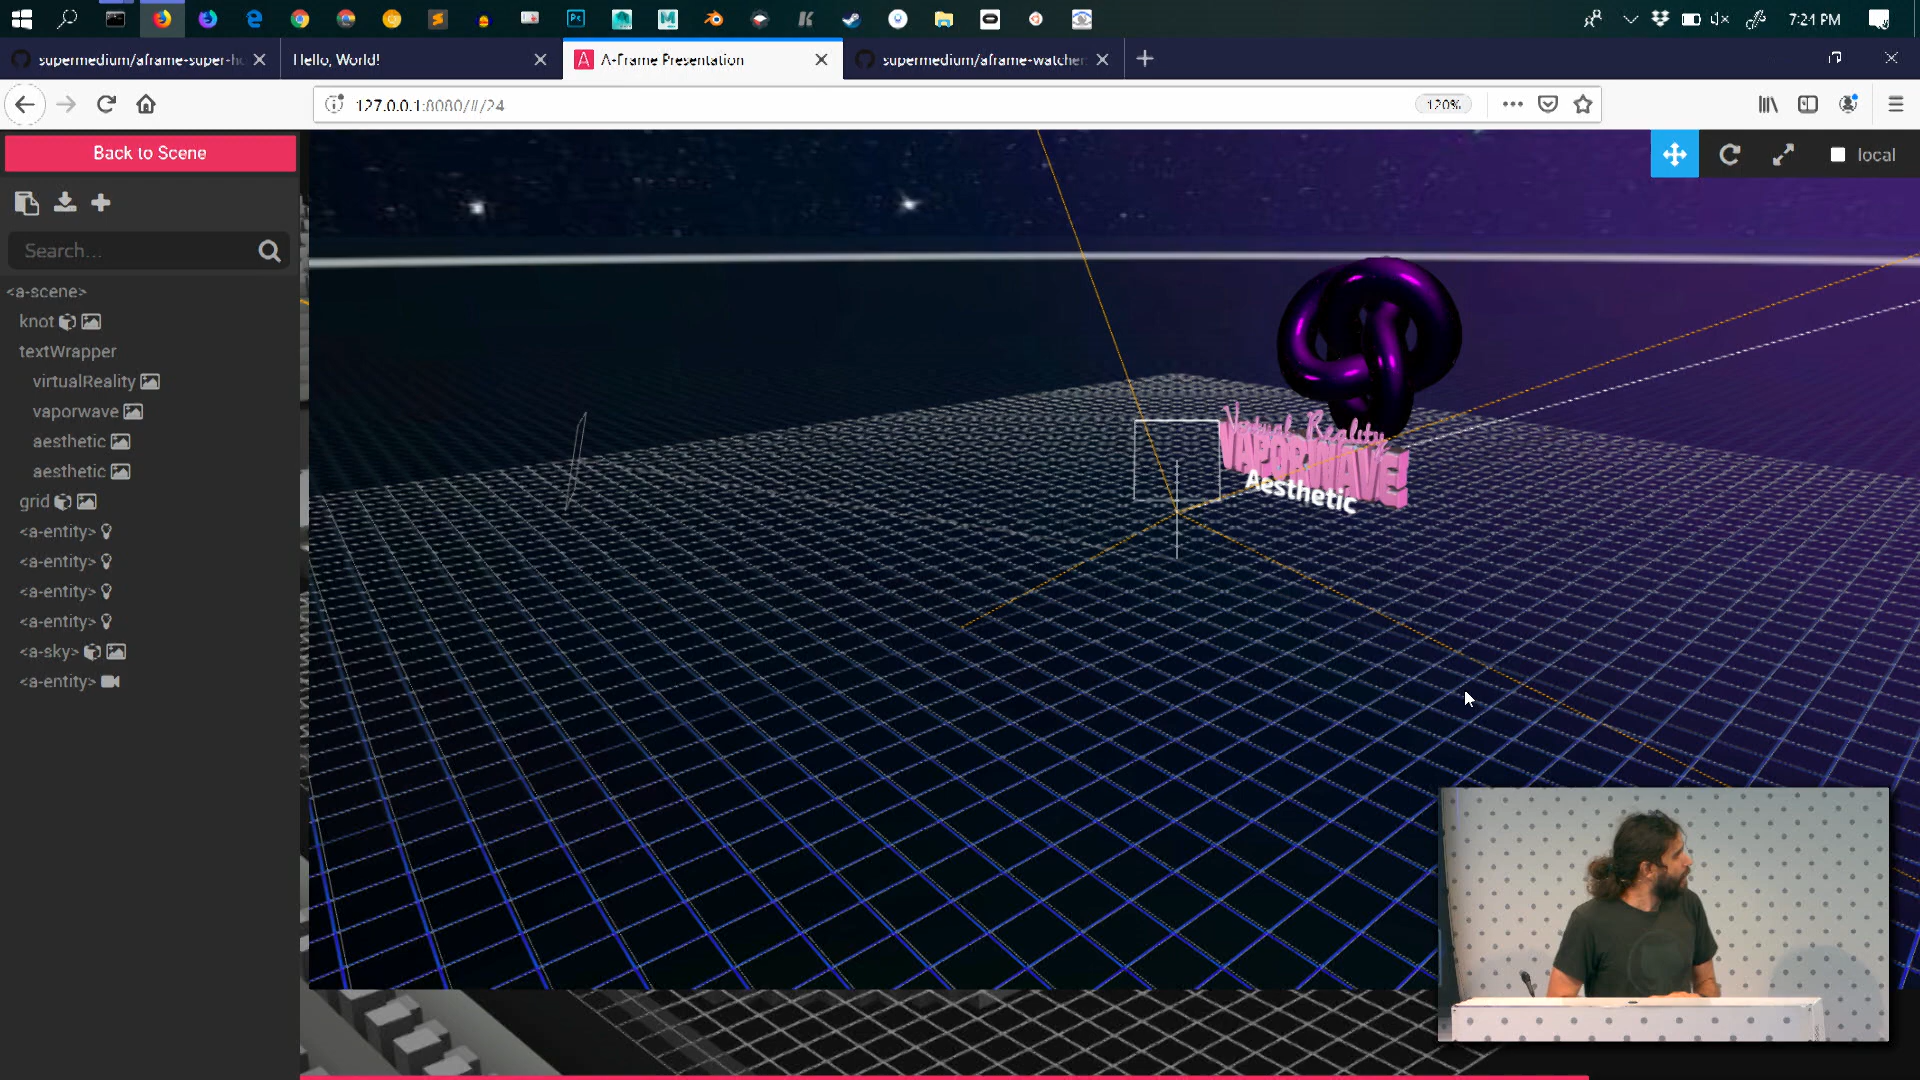 7:24 PM
supermedium/aframe-super-h
Hello, World!
A-Frame Presentation
supermedium/aframe-watcher
127.0.0.1:8080/#/24
120%
Back to Scene
local
Search...
<a-scene>
knot
textWrapper
virtualReality
vaporwave
aesthetic
aesthetic
grid
<a-entity>
<a-entity>
<a-entity>
<a-entity>
<a-sky>
<a-entity>
Virtual Reality
VAPORWAVE!
Aesthetic